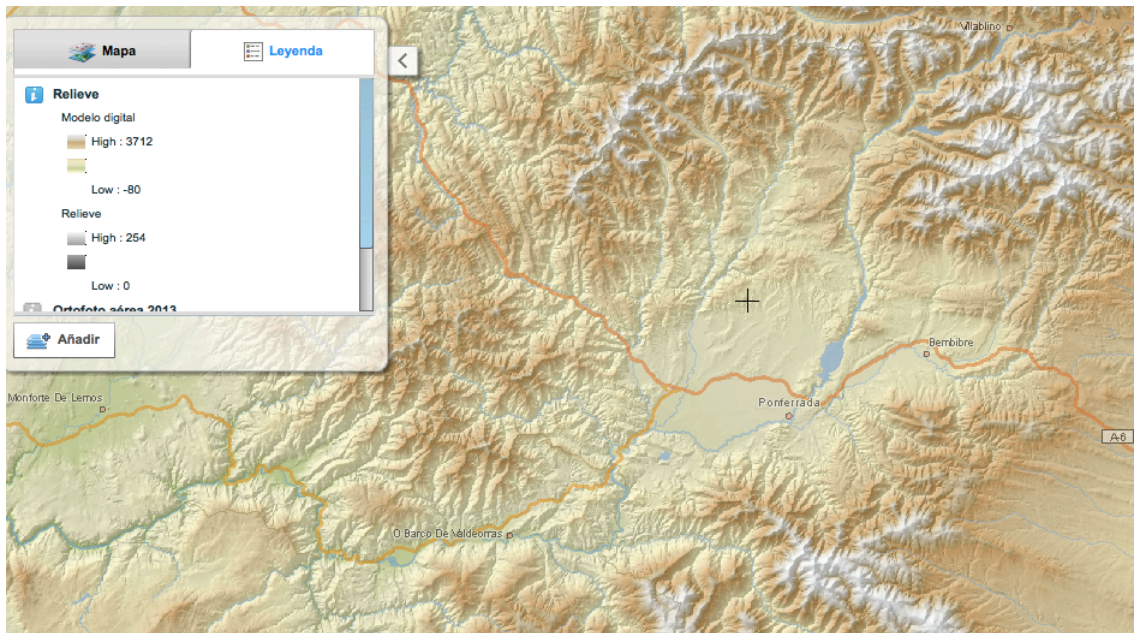 Mapa
Leyenda
Relieve
Modelo digital
High : 3712
Low : -80
Relieve
High : 254
Low : 0
Ortofoto aérea 2013
Añadir
Villablino
Bembibre
Monforte De Lemos
Ponferrada
A-6
O Barco De Valdeorras